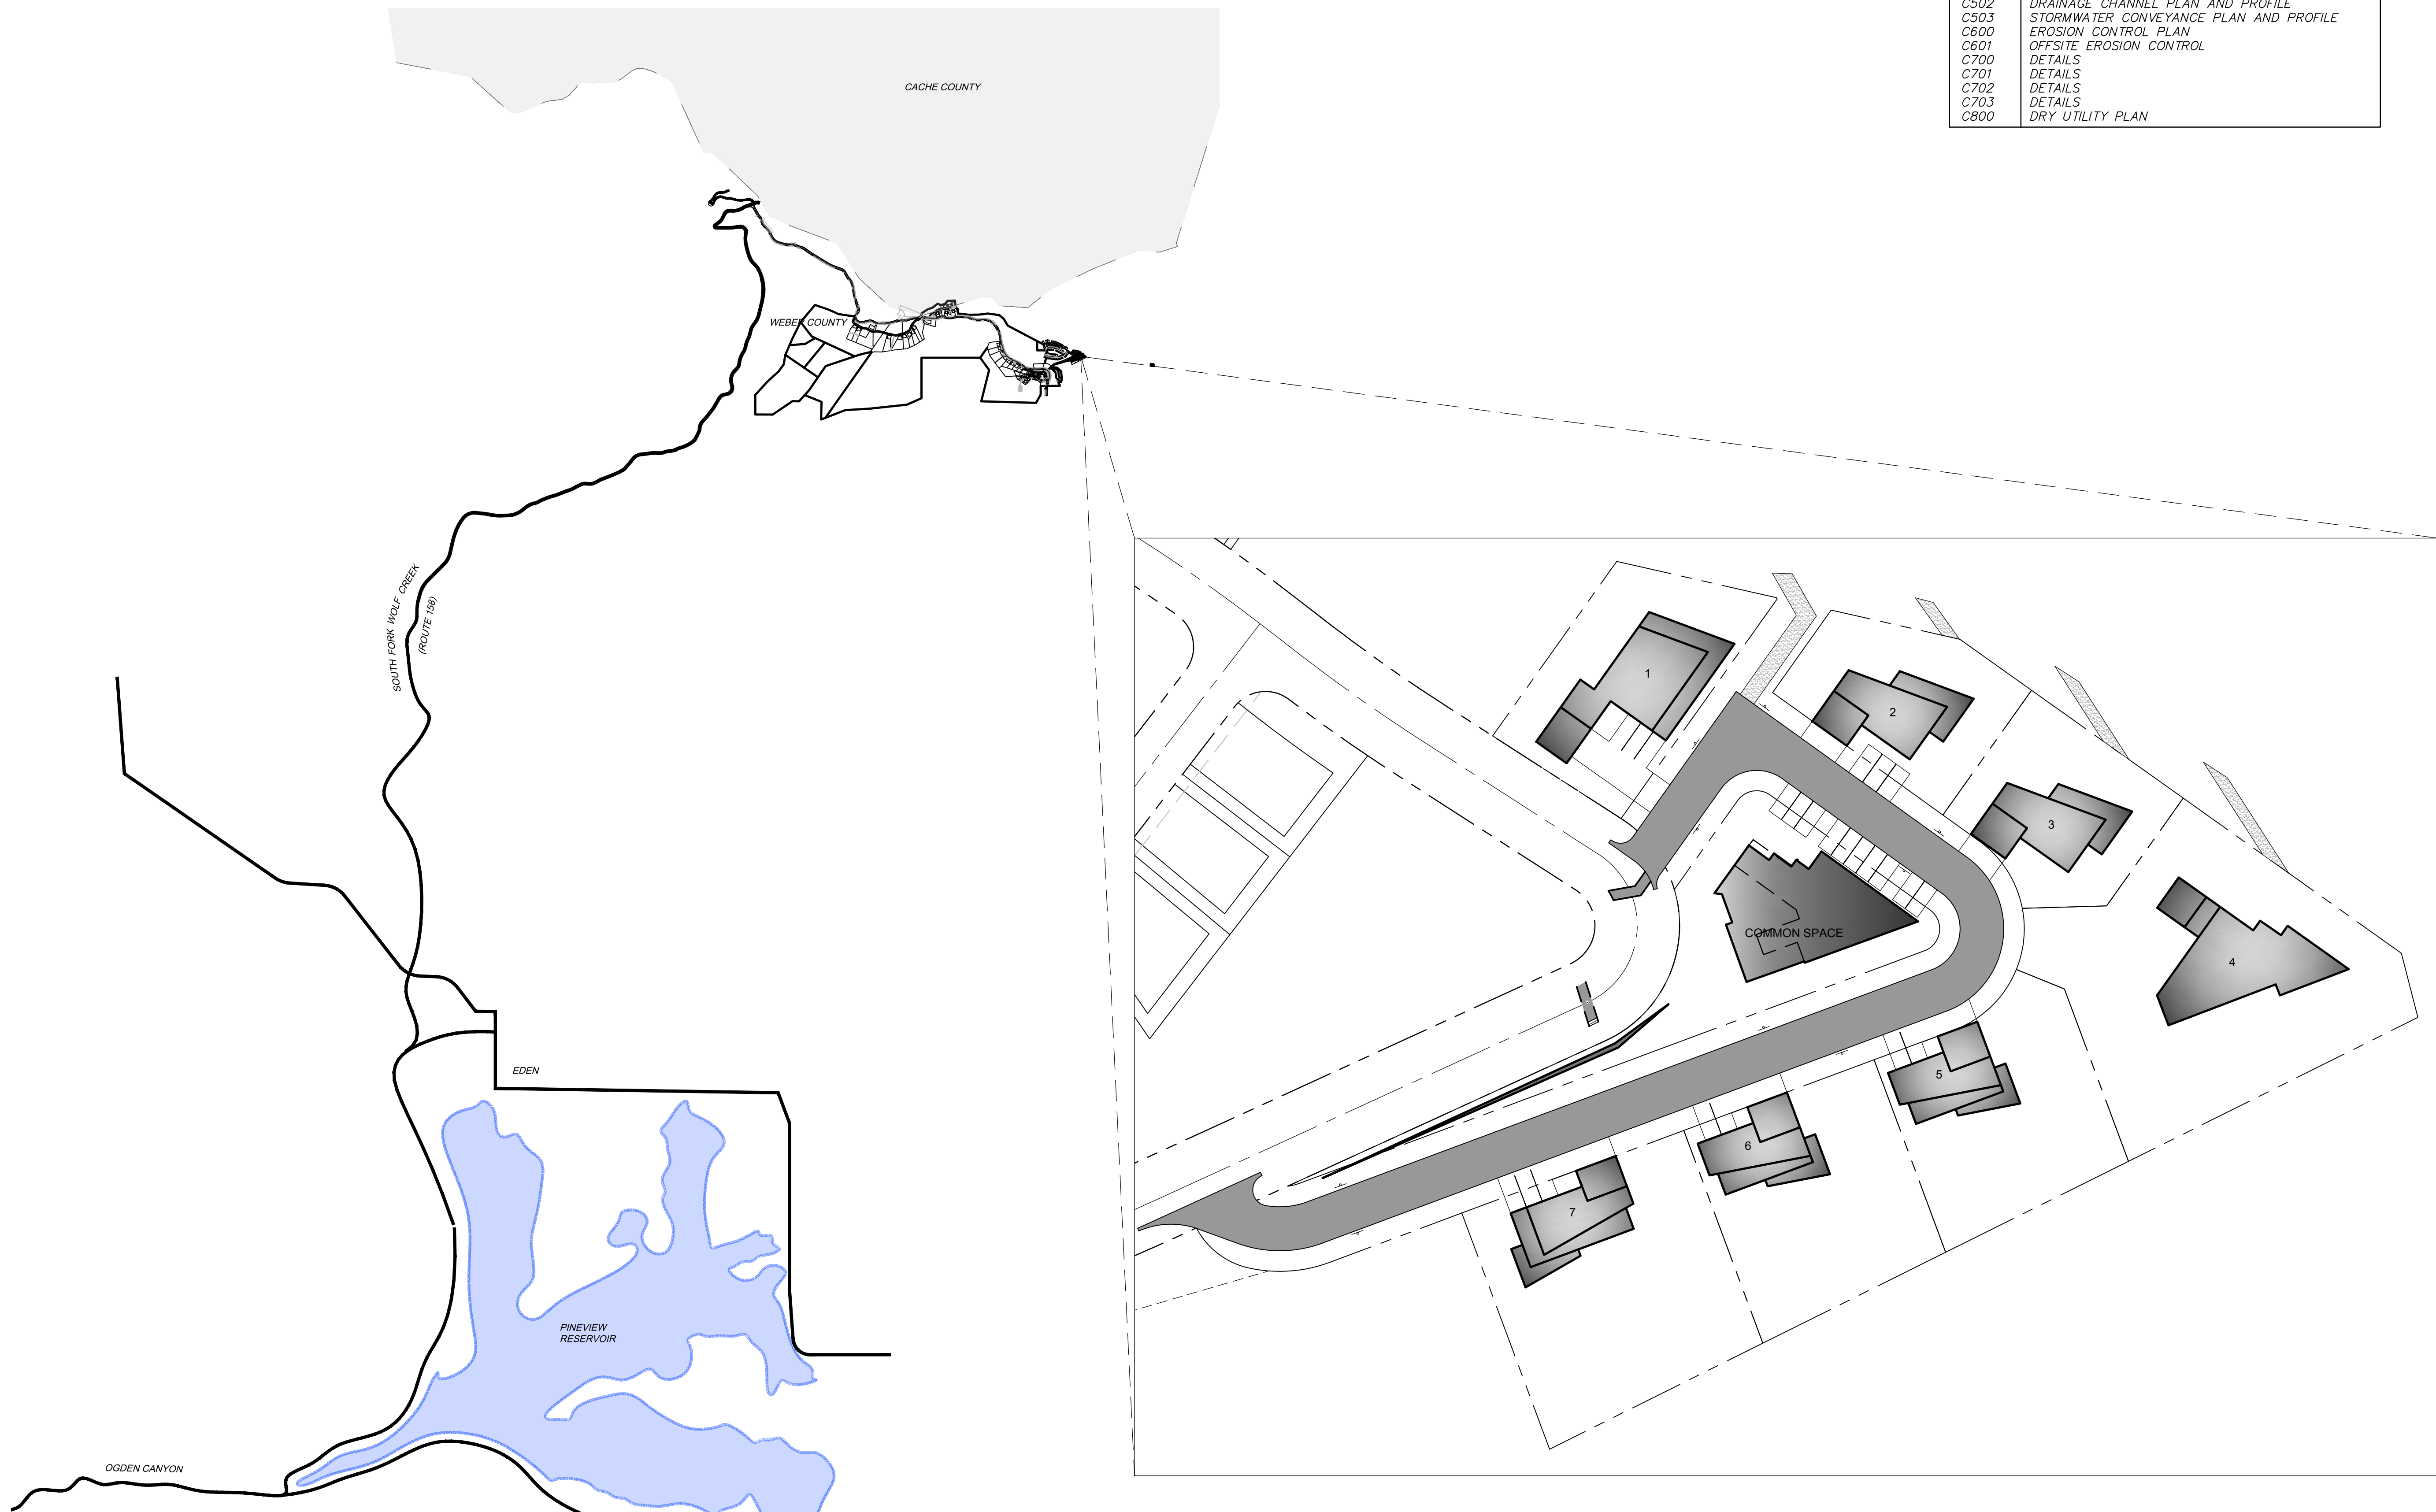 C502 DRAINAGE CHANNEL PLAN AND PROFILE
C503 STORMWATER CONVEYANCE PLAN AND PROFILE
C600 EROSION CONTROL PLAN
C601 OFFSITE EROSION CONTROL
C700 DETAILS
C701 DETAILS
C702 DETAILS
C703 DETAILS
C800 DRY UTILITY PLAN
CACHE COUNTY
WEBER COUNTY
SOUTH FORK WOLF CREEK
(ROUTE 158)
EDEN
PINEVIEW
RESERVOIR
OGDEN CANYON
1
2
3
4
COMMON SPACE
5
6
7